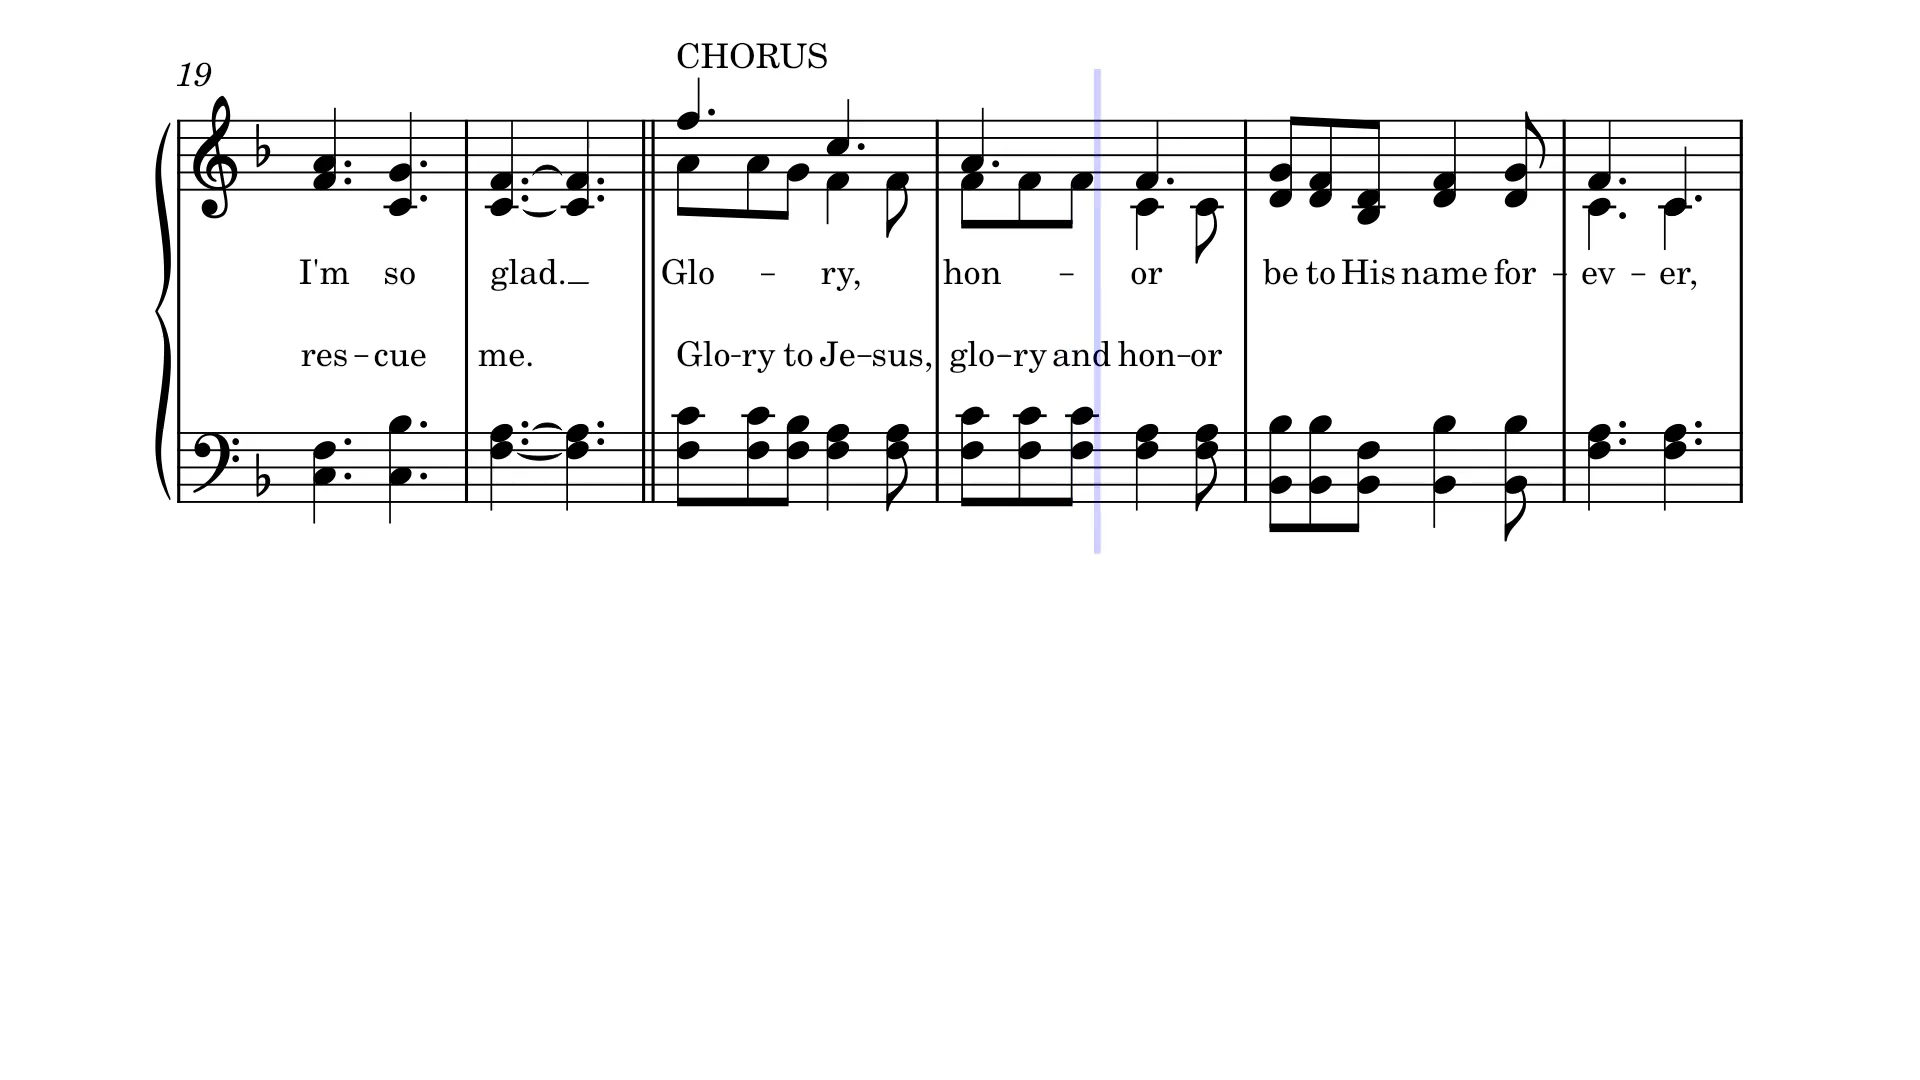 CHORUS
19
I'm so glad. Glo - ry, hon - or be to His name for - ev - er,
res - cue me. Glo - ry to Je - sus, glo - ry and hon - or